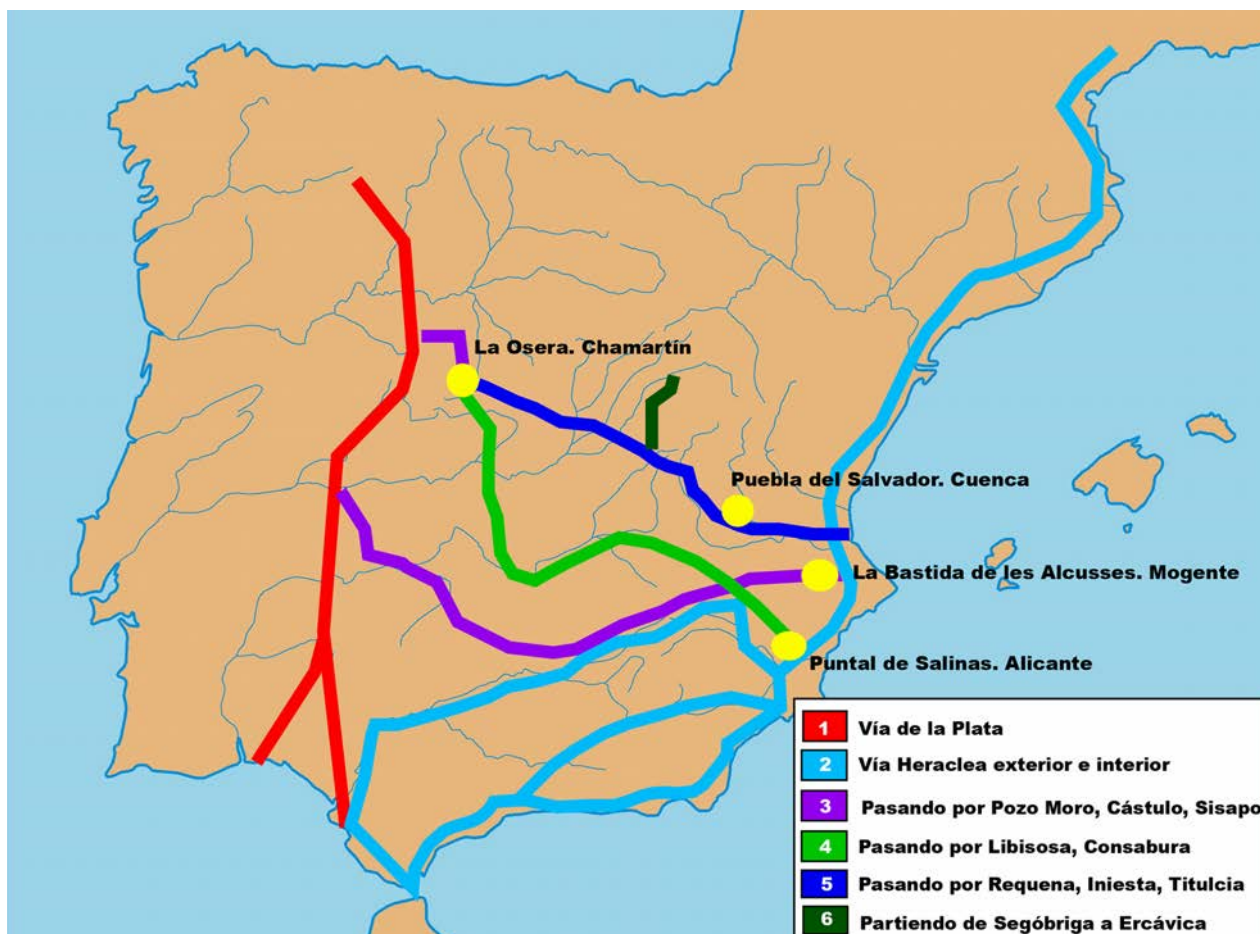 La Osera. Chamartín
Puebla del Salvador. Cuenca
La Bastida de les Alcusses. Mogente
Puntal de Salinas. Alicante
1 Vía de la Plata
2 Vía Heraclea exterior e interior
3 Pasando por Pozo Moro, Cástulo, Sisapo
4 Pasando por Libisosa, Consabura
5 Pasando por Requena, Iniesta, Titulcia
6 Partiendo de Segóbriga a Ercávica